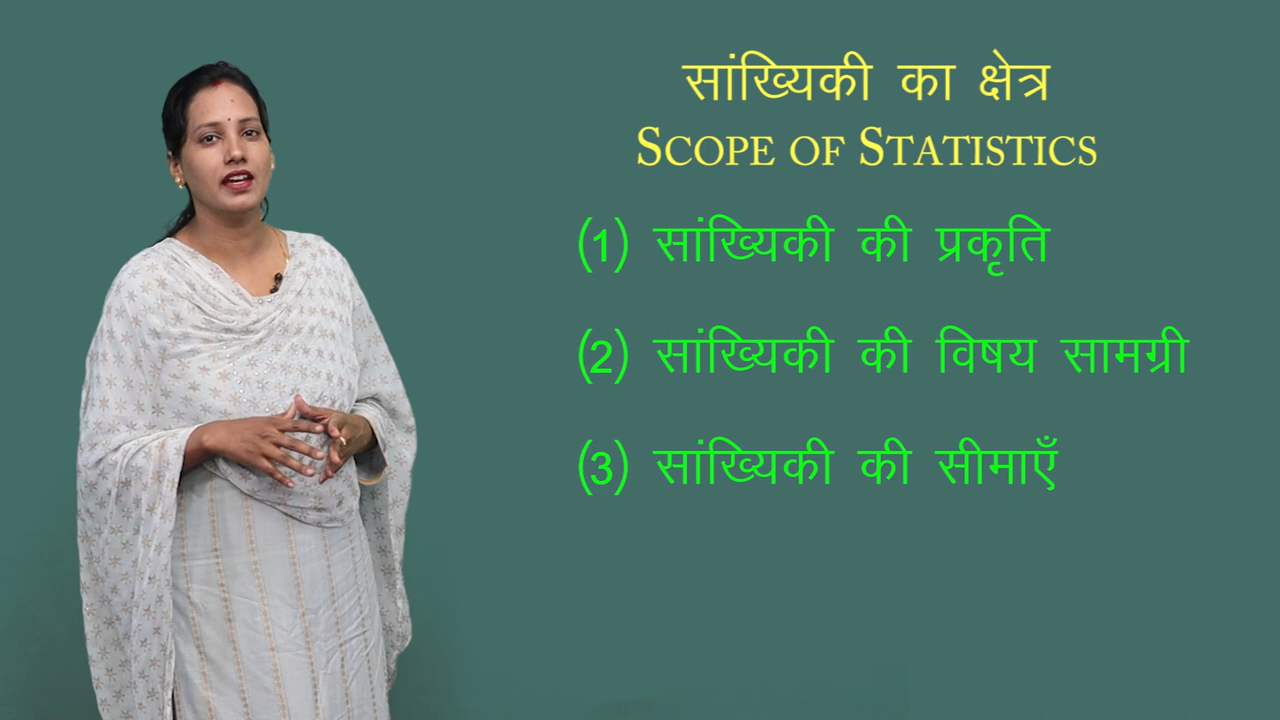 सांख्यिकी का क्षेत्र
SCOPE OF STATISTICS
(1) सांख्यिकी की प्रकृति
(2) सांख्यिकी की विषय सामग्री
(3) सांख्यिकी की सीमाएँ